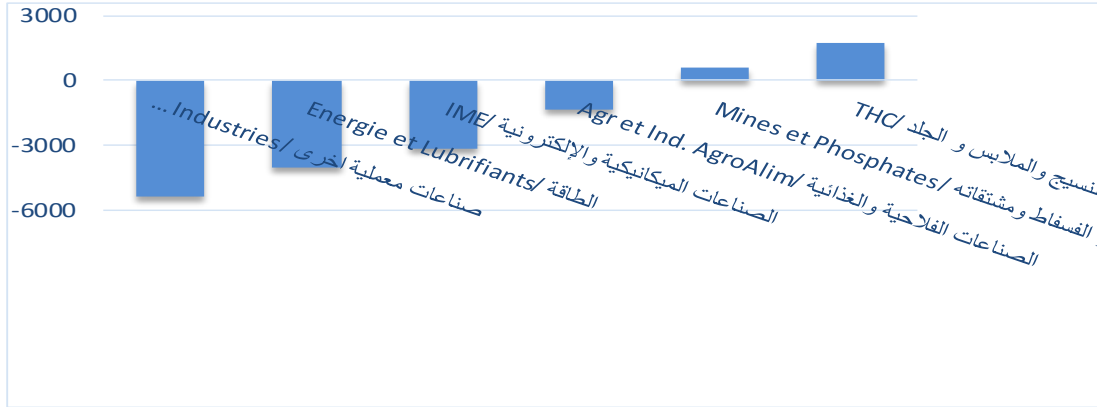 3000
0
-3000
-6000
... Industries/ صناعات معملية اخرى
Energie et Lubrifiants/ الطاقة
IME/ الصناعات الميكانيكية والإلكترونية
Agr et Ind. AgroAlim/ الصناعات الفلاحية والغذائية
Mines et Phosphates/ الفسفاط ومشتقاته
THC/ والملابس و الجلد